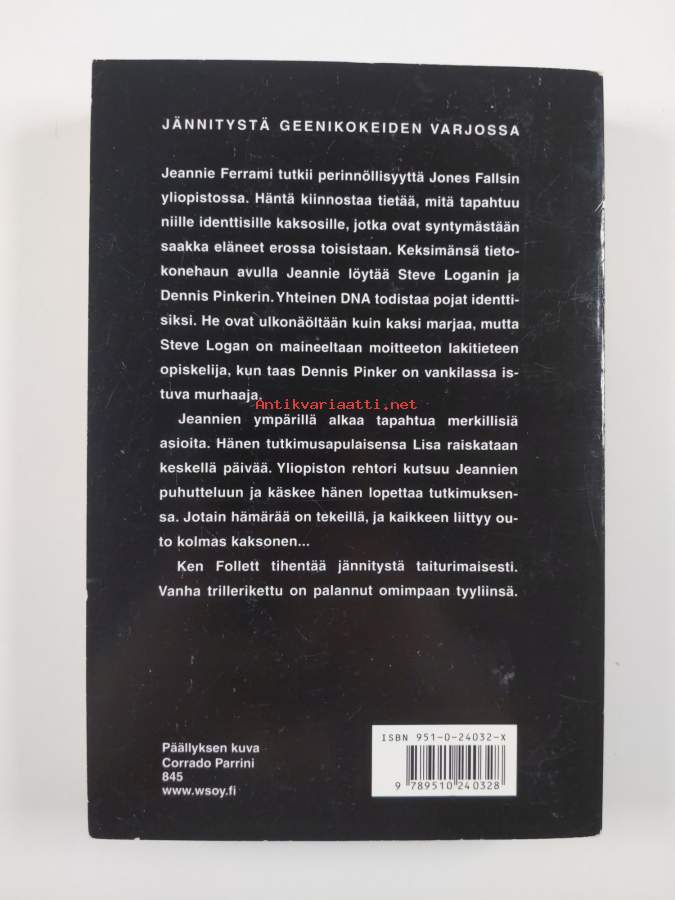 JÄNNITYSTÄ GEENIKOKEIDEN VARJOSSA
Jeannie Ferrami tutkii perinnöllisyyttä Jones Fallsin
yliopistossa. Häntä kiinnostaa tietää, mitä tapahtuu
niille identtisille kaksosille, jotka ovat syntymästään
saakka eläneet erossa toisistaan. Keksimänsä tieto-
konehaun avulla Jeannie löytää Steve Loganin ja
Dennis Pinkerin. Yhteinen DNA todistaa pojat identti-
siksi. He ovat ulkonäöltään kuin kaksi marjaa, mutta
Steve Logan on maineeltaan moitteeton lakitieteen
opiskelija, kun taas Dennis Pinker on vankilassa is-
tuva murhaaja.
Antikvariaatti.net
Jeannien ympärillä alkaa tapahtua merkillisiä
asioita. Hänen tutkimusapulaisensa Lisa raiskataan
keskellä päivää. Yliopiston rehtori kutsuu Jeannien
puhutteluun ja käskee hänen lopettaa tutkimuksen-
sa. Jotain hämärää on tekeillä, ja kaikkeen liittyy ou-
to kolmas kaksonen...
Ken Follett tihentää jännitystä taiturimaisesti.
Vanha trillerikettu on palannut omimpaan tyyliinsä.
Päällyksen kuva
Corrado Parrini
845
www.wsoy.fi
ISBN 951-0-24032-X
9 789510 240328